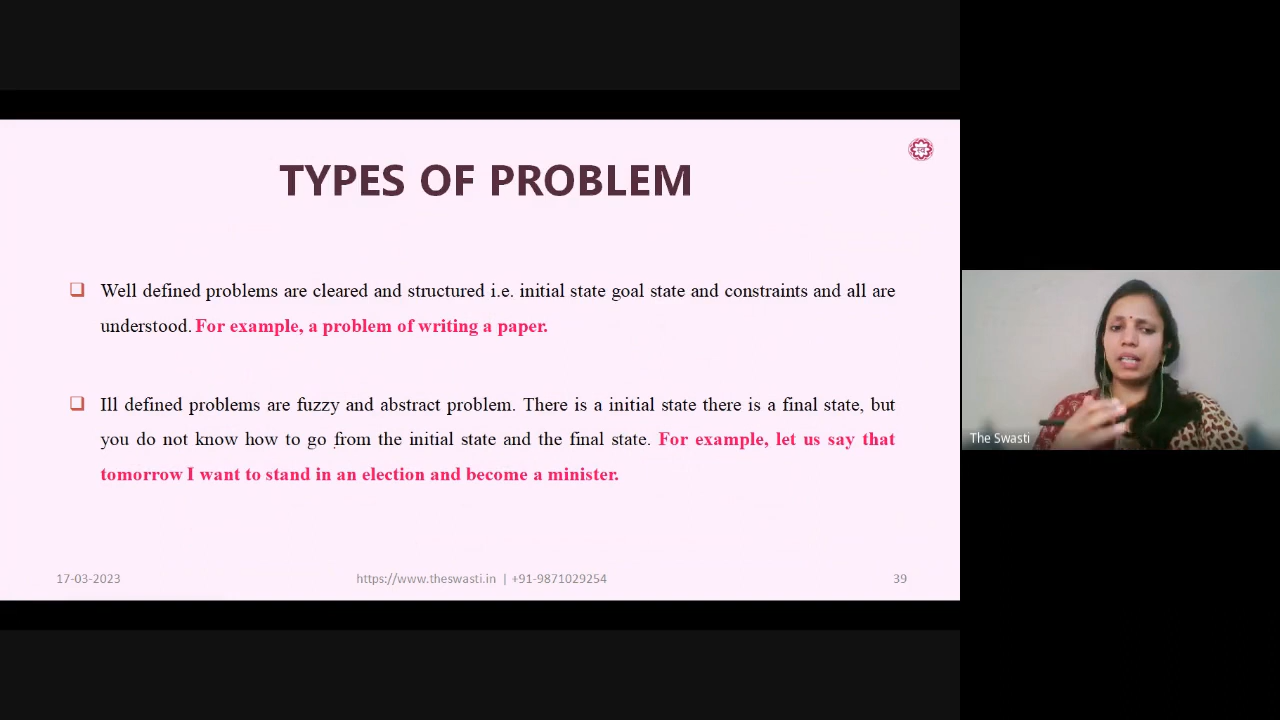 TYPES OF PROBLEM
❑ Well defined problems are cleared and structured i.e. initial state goal state and constraints and all are
understood. For example, a problem of writing a paper.
❑ Ill defined problems are fuzzy and abstract problem. There is a initial state there is a final state, but
you do not know how to go from the initial state and the final state. For example, let us say that
tomorrow I want to stand in an election and become a minister.
17-03-2023
https://www.theswasti.in | +91-9871029254
39
The Swasti